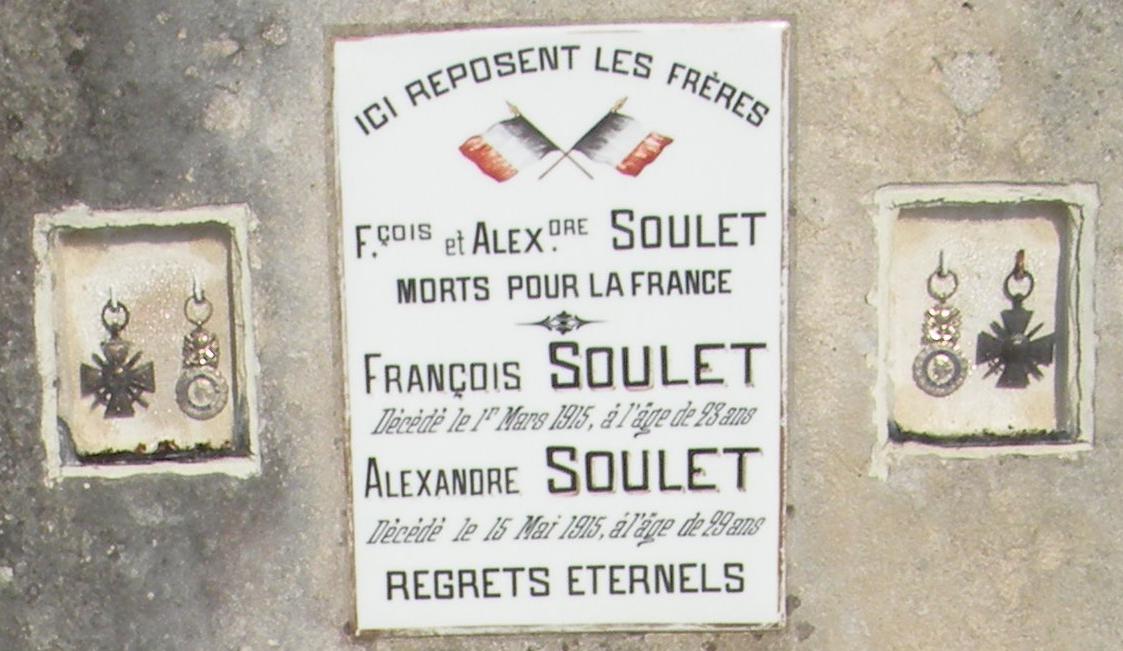 ICI REPOSENT LES FRÈRES
F.ÇOIS et ALEX.DRE SOULET
MORTS POUR LA FRANCE
FRANÇOIS SOULET
Décédé le 1er Mars 1915, à l'âge de 23 ans
ALEXANDRE SOULET
Décédé le 15 Mai 1915, à l'âge de 29 ans
REGRETS ETERNELS